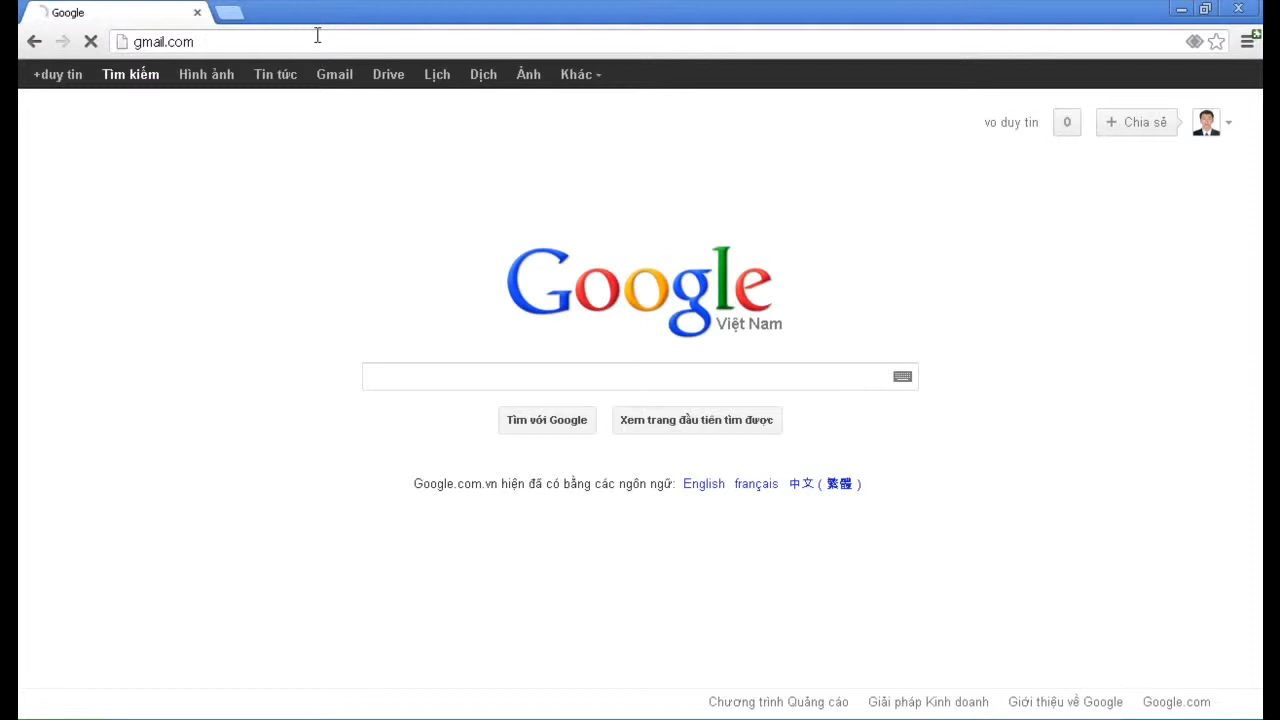 Google
gmail.com
+duy tin Tìm kiếm Hình ảnh Tin tức Gmail Drive Lịch Dịch Ảnh Khác
vo duy tin 0 + Chia sẻ
Google
Việt Nam
Tìm với Google Xem trang đầu tiên tìm được
Google.com.vn hiện đã có bằng các ngôn ngữ: English français 中文 ( 繁體 )
Chương trình Quảng cáo Giải pháp Kinh doanh Giới thiệu về Google Google.com